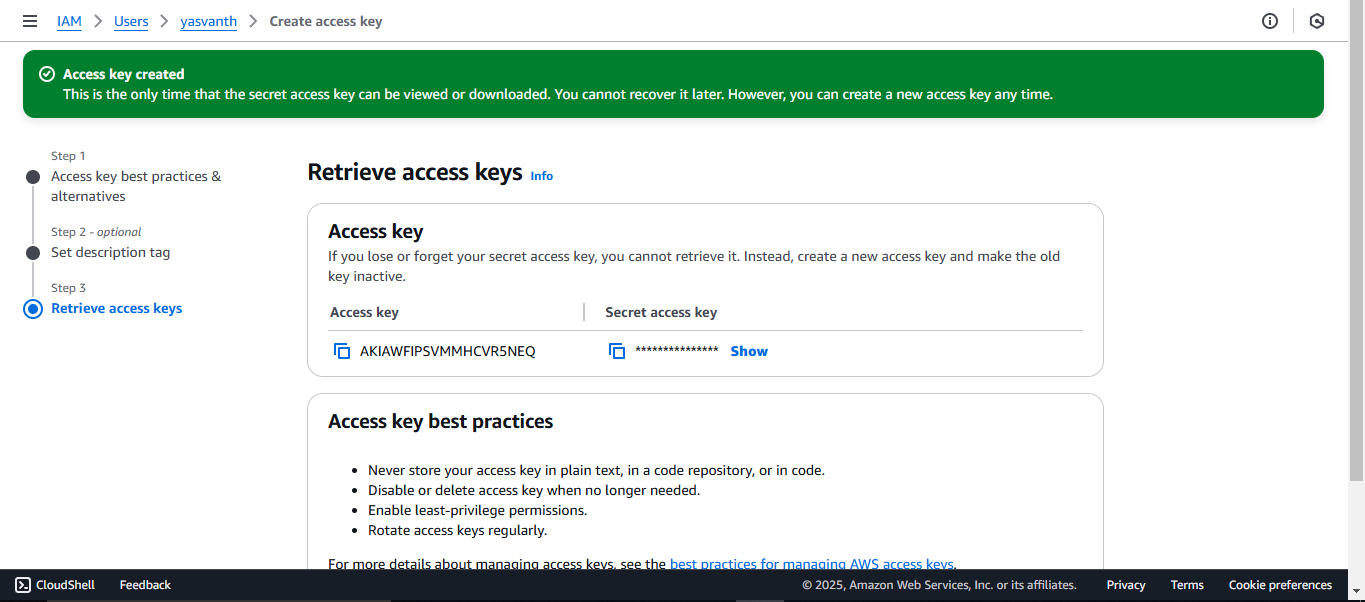 IAM > Users > yasvanth > Create access key
Access key created
This is the only time that the secret access key can be viewed or downloaded. You cannot recover it later. However, you can create a new access key any time.
Step 1
Access key best practices &
alternatives
Step 2 - optional
Set description tag
Step 3
Retrieve access keys
Retrieve access keys Info
Access key
If you lose or forget your secret access key, you cannot retrieve it. Instead, create a new access key and make the old
key inactive.
Access key Secret access key
AKIAWFIPSVMMHCVR5NEQ *************** Show
Access key best practices
• Never store your access key in plain text, in a code repository, or in code.
• Disable or delete access key when no longer needed.
• Enable least-privilege permissions.
• Rotate access keys regularly.
For more details about managing access keys, see the best practices for managing AWS access keys.
CloudShell Feedback © 2025, Amazon Web Services, Inc. or its affiliates. Privacy Terms Cookie preferences